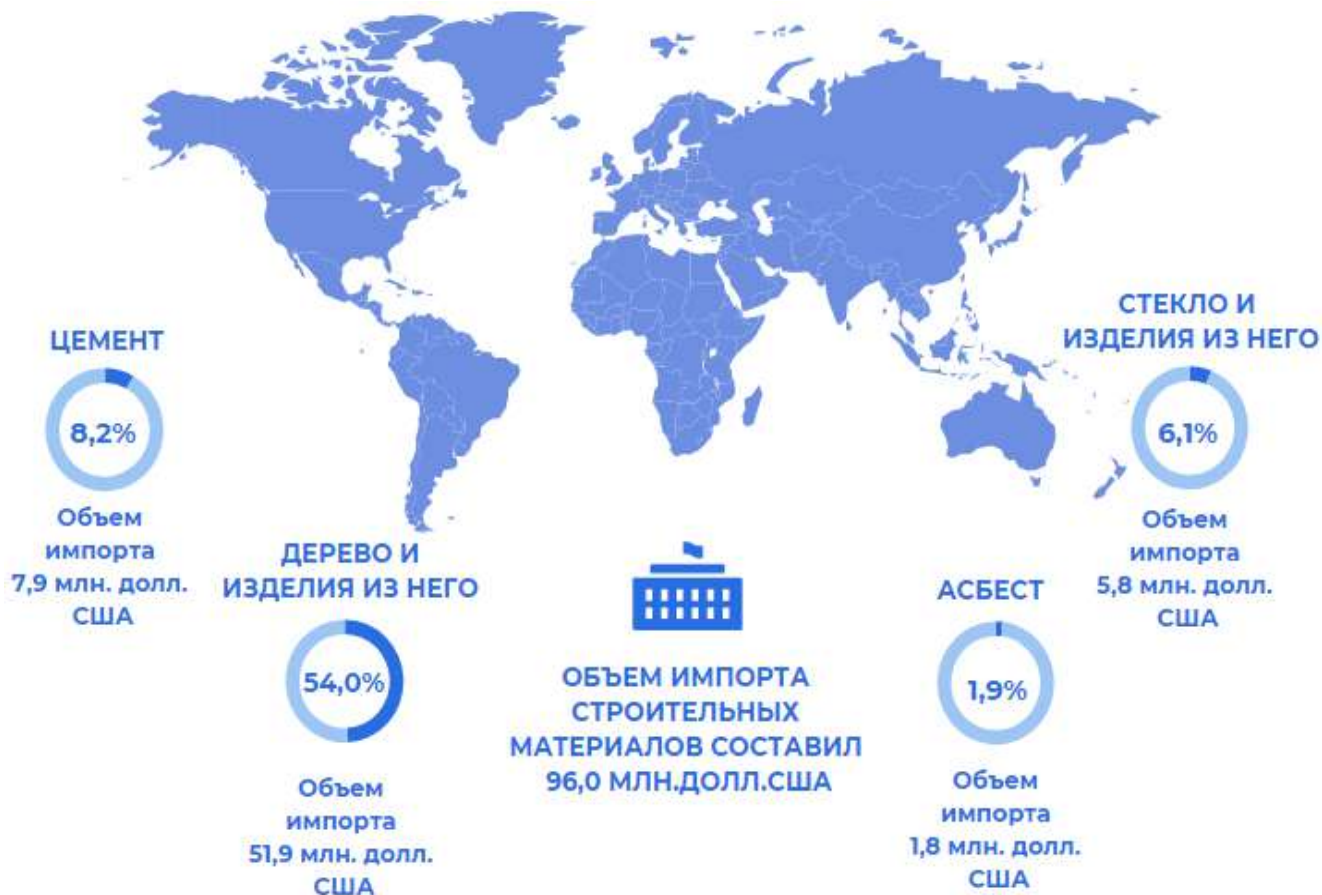 ЦЕМЕНТ
8,2%
Объем
импорта
7,9 млн. долл.
США
ДЕРЕВО И
ИЗДЕЛИЯ ИЗ НЕГО
54,0%
Объем
импорта
51,9 млн. долл.
США
ОБЪЕМ ИМПОРТА
СТРОИТЕЛЬНЫХ
МАТЕРИАЛОВ СОСТАВИЛ
96,0 МЛН.ДОЛЛ.США
АСБЕСТ
1,9%
Объем
импорта
1,8 млн. долл.
США
СТЕКЛО И
ИЗДЕЛИЯ ИЗ НЕГО
6,1%
Объем
импорта
5,8 млн. долл.
США